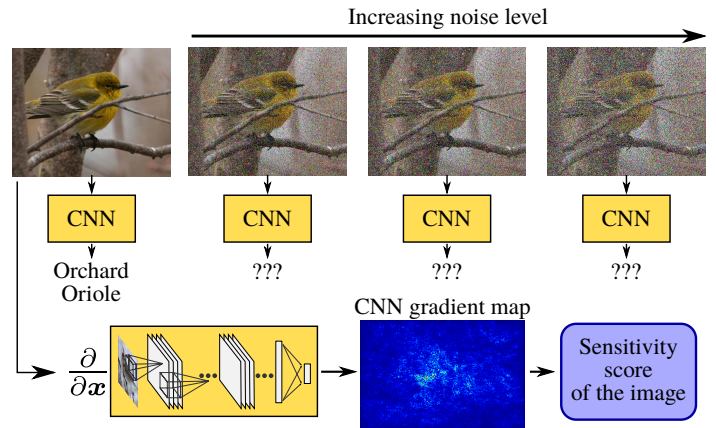 Increasing noise level
CNN
CNN
CNN
CNN
Orchard
Oriole
???
???
???
CNN gradient map
∂
∂x
Sensitivity
score
of the image